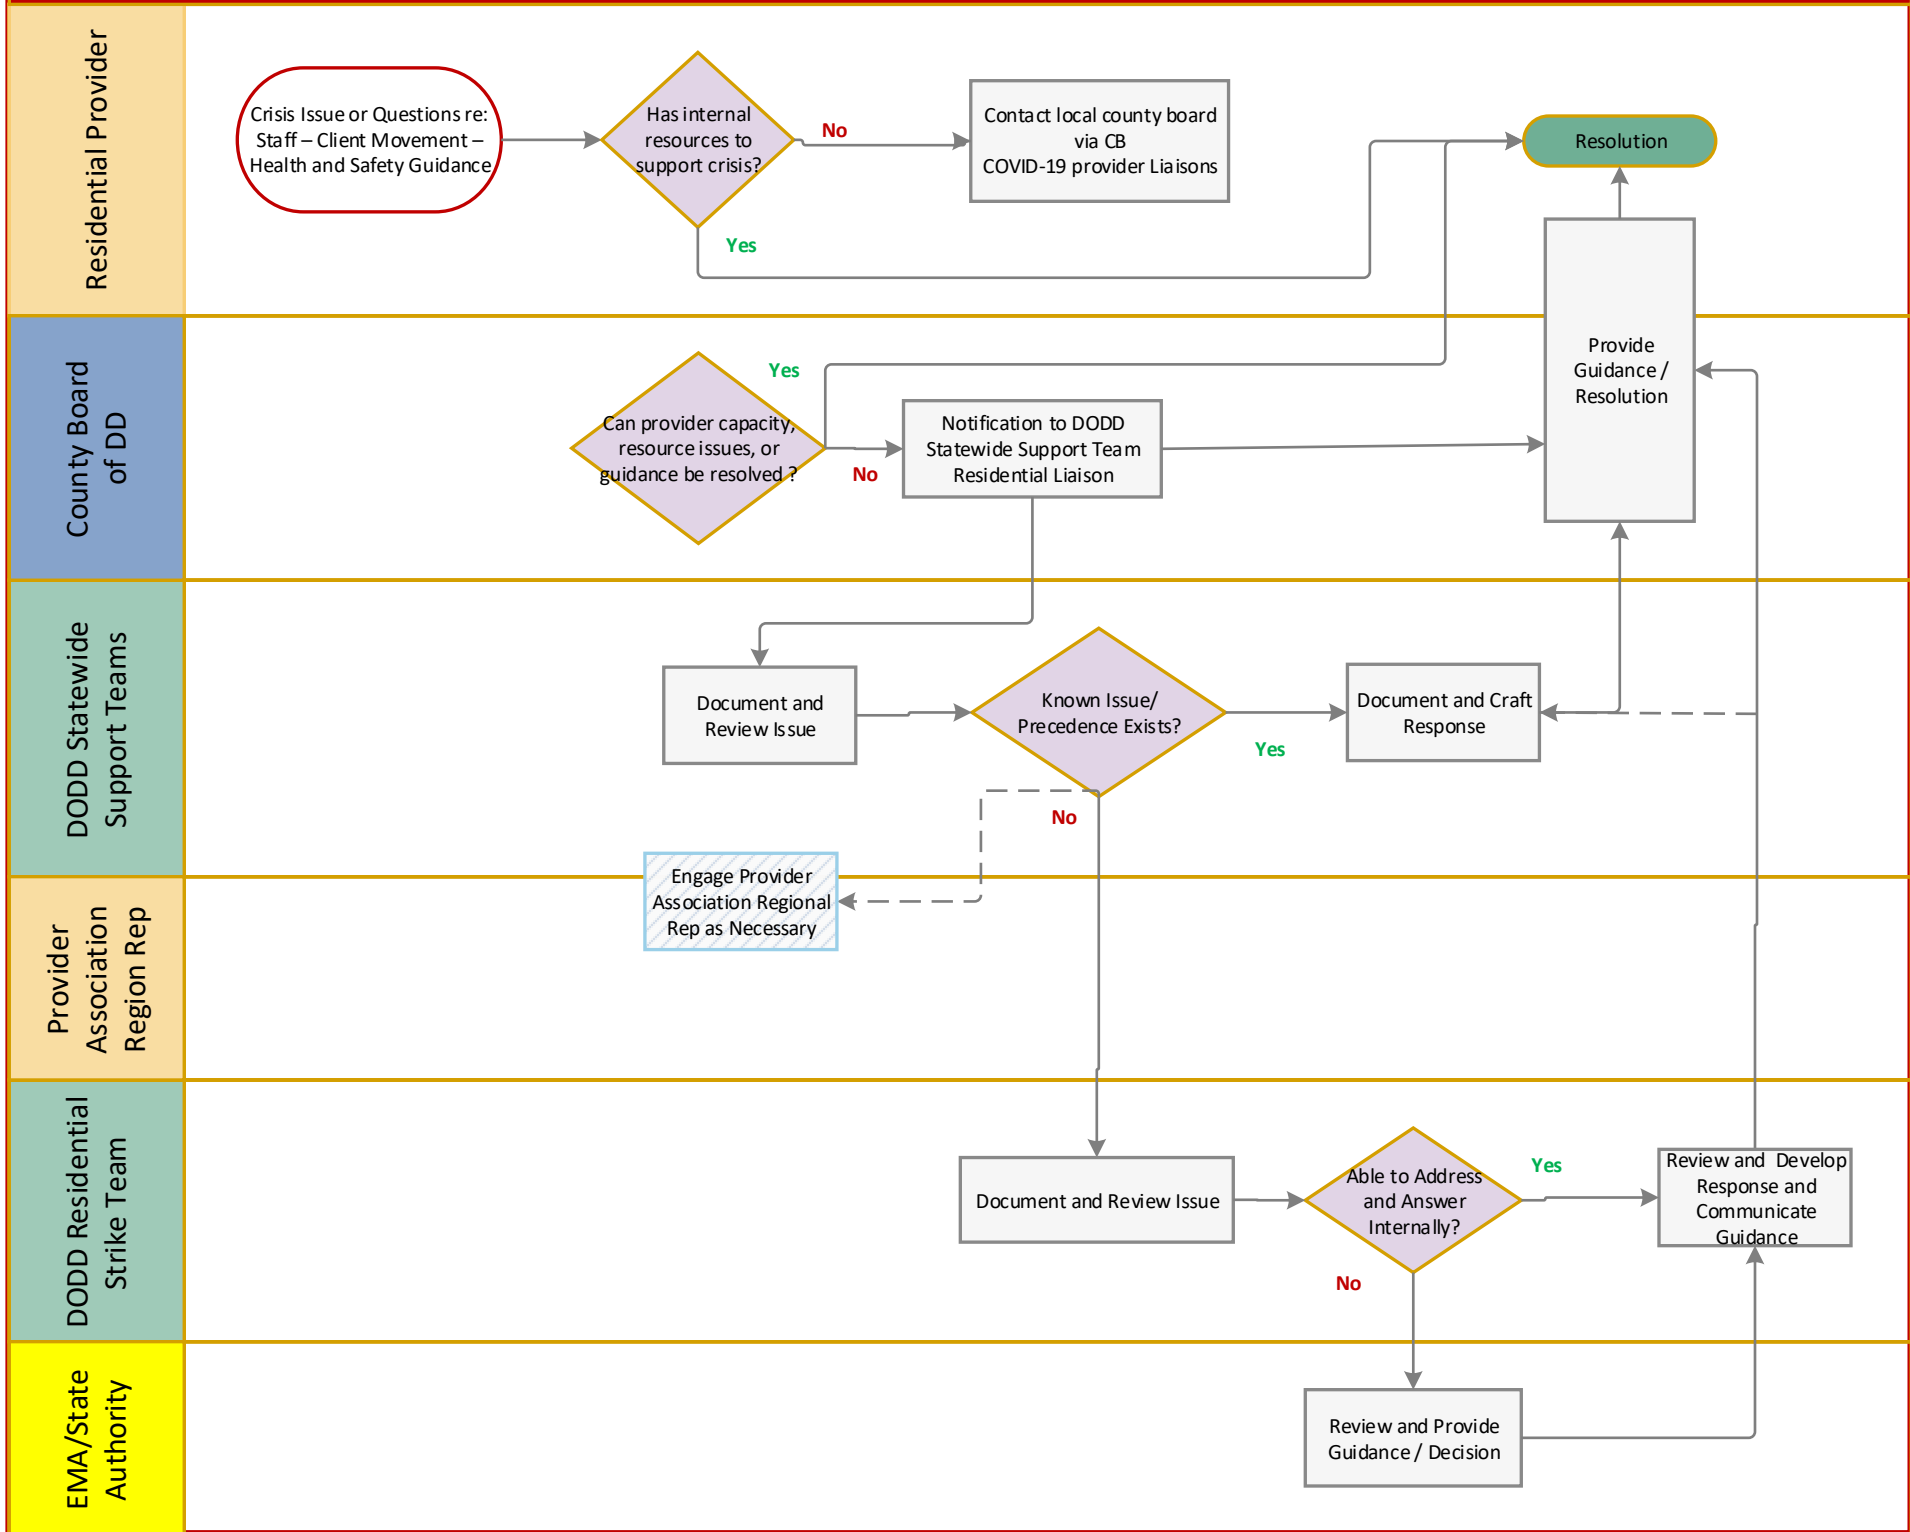 Residential Provider
Crisis Issue or Questions re:
Staff – Client Movement –
Health and Safety Guidance
Has internal
resources to
support crisis?
No
Yes
Contact local county board
via CB
COVID-19 provider Liaisons
Resolution
County Board
of DD
Can provider capacity,
resource issues, or
guidance be resolved ?
Yes
No
Notification to DODD
Statewide Support Team
Residential Liaison
Provide
Guidance /
Resolution
DODD Statewide
Support Teams
Document and
Review Issue
Known Issue/
Precedence Exists?
Yes
No
Document and Craft
Response
Provider
Association
Region Rep
Engage Provider
Association Regional
Rep as Necessary
DODD Residential
Strike Team
Document and Review Issue
Able to Address
and Answer
Internally?
Yes
No
Review and Develop
Response and
Communicate
Guidance
EMA/State
Authority
Review and Provide
Guidance / Decision